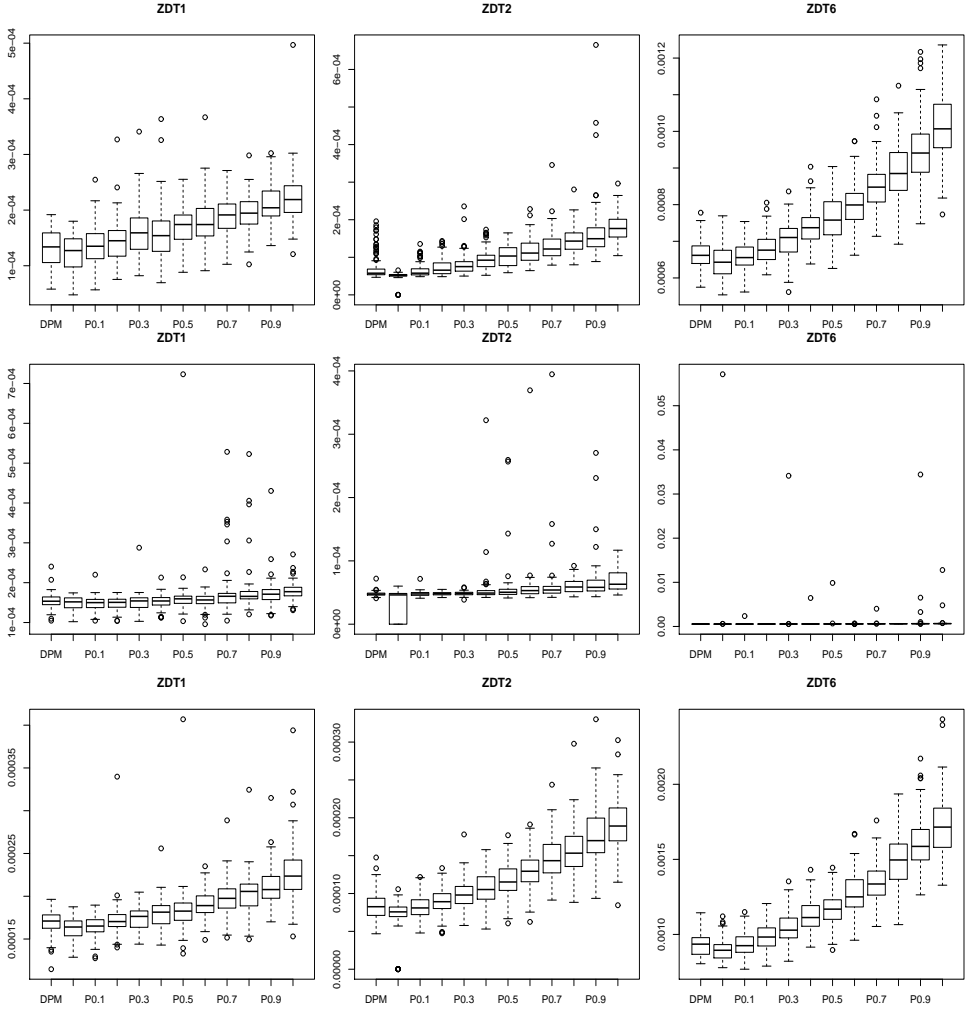 ZDT1 ZDT2 ZDT6
5e−04 4e−04 3e−04 2e−04 1e−04
6e−04 4e−04 2e−04 0e+00
0.0012 0.0010 0.0008 0.0006
DPM P0.1 P0.3 P0.5 P0.7 P0.9
DPM P0.1 P0.3 P0.5 P0.7 P0.9
DPM P0.1 P0.3 P0.5 P0.7 P0.9
ZDT1 ZDT2 ZDT6
7e−04 6e−04 5e−04 4e−04 3e−04 2e−04 1e−04
4e−04 3e−04 2e−04 1e−04 0e+00
0.05 0.04 0.03 0.02 0.01 0.00
DPM P0.1 P0.3 P0.5 P0.7 P0.9
DPM P0.1 P0.3 P0.5 P0.7 P0.9
DPM P0.1 P0.3 P0.5 P0.7 P0.9
ZDT1 ZDT2 ZDT6
0.00035 0.00025 0.00015
0.00030 0.00020 0.00010 0.00000
0.0020 0.0015 0.0010
DPM P0.1 P0.3 P0.5 P0.7 P0.9
DPM P0.1 P0.3 P0.5 P0.7 P0.9
DPM P0.1 P0.3 P0.5 P0.7 P0.9